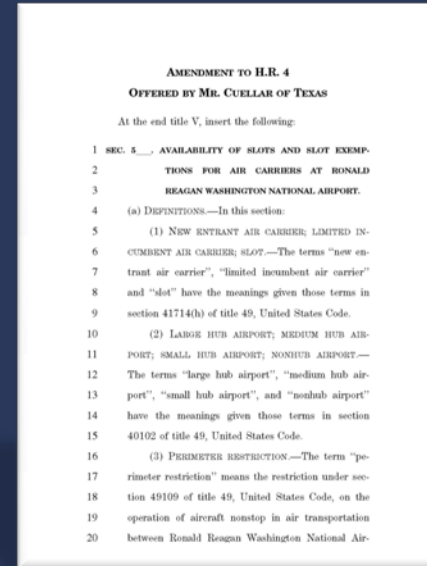 AMENDMENT TO H.R. 4
OFFERED BY MR. CUELLAR OF TEXAS
At the end title V, insert the following:
1 SEC. 5___. AVAILABILITY OF SLOTS AND SLOT EXEMP-
2 TIONS FOR AIR CARRIERS AT RONALD
3 REAGAN WASHINGTON NATIONAL AIRPORT.
4 (a) DEFINITIONS.—In this section:
5 (1) NEW ENTRANT AIR CARRIER; LIMITED IN-
6 CUMBENT AIR CARRIER; SLOT.—The terms “new en-
7 trant air carrier”, “limited incumbent air carrier”
8 and “slot” have the meanings given those terms in
9 section 41714(h) of title 49, United States Code.
10 (2) LARGE HUB AIRPORT; MEDIUM HUB AIR-
11 PORT; SMALL HUB AIRPORT; NONHUB AIRPORT.—
12 The terms “large hub airport”, “medium hub air-
13 port”, “small hub airport”, and “nonhub airport”
14 have the meanings given those terms in section
15 40102 of title 49, United States Code.
16 (3) PERIMETER RESTRICTION.—The term “pe-
17 rimeter restriction” means the restriction under sec-
18 tion 49109 of title 49, United States Code, on the
19 operation of aircraft nonstop in air transportation
20 between Ronald Reagan Washington National Air-